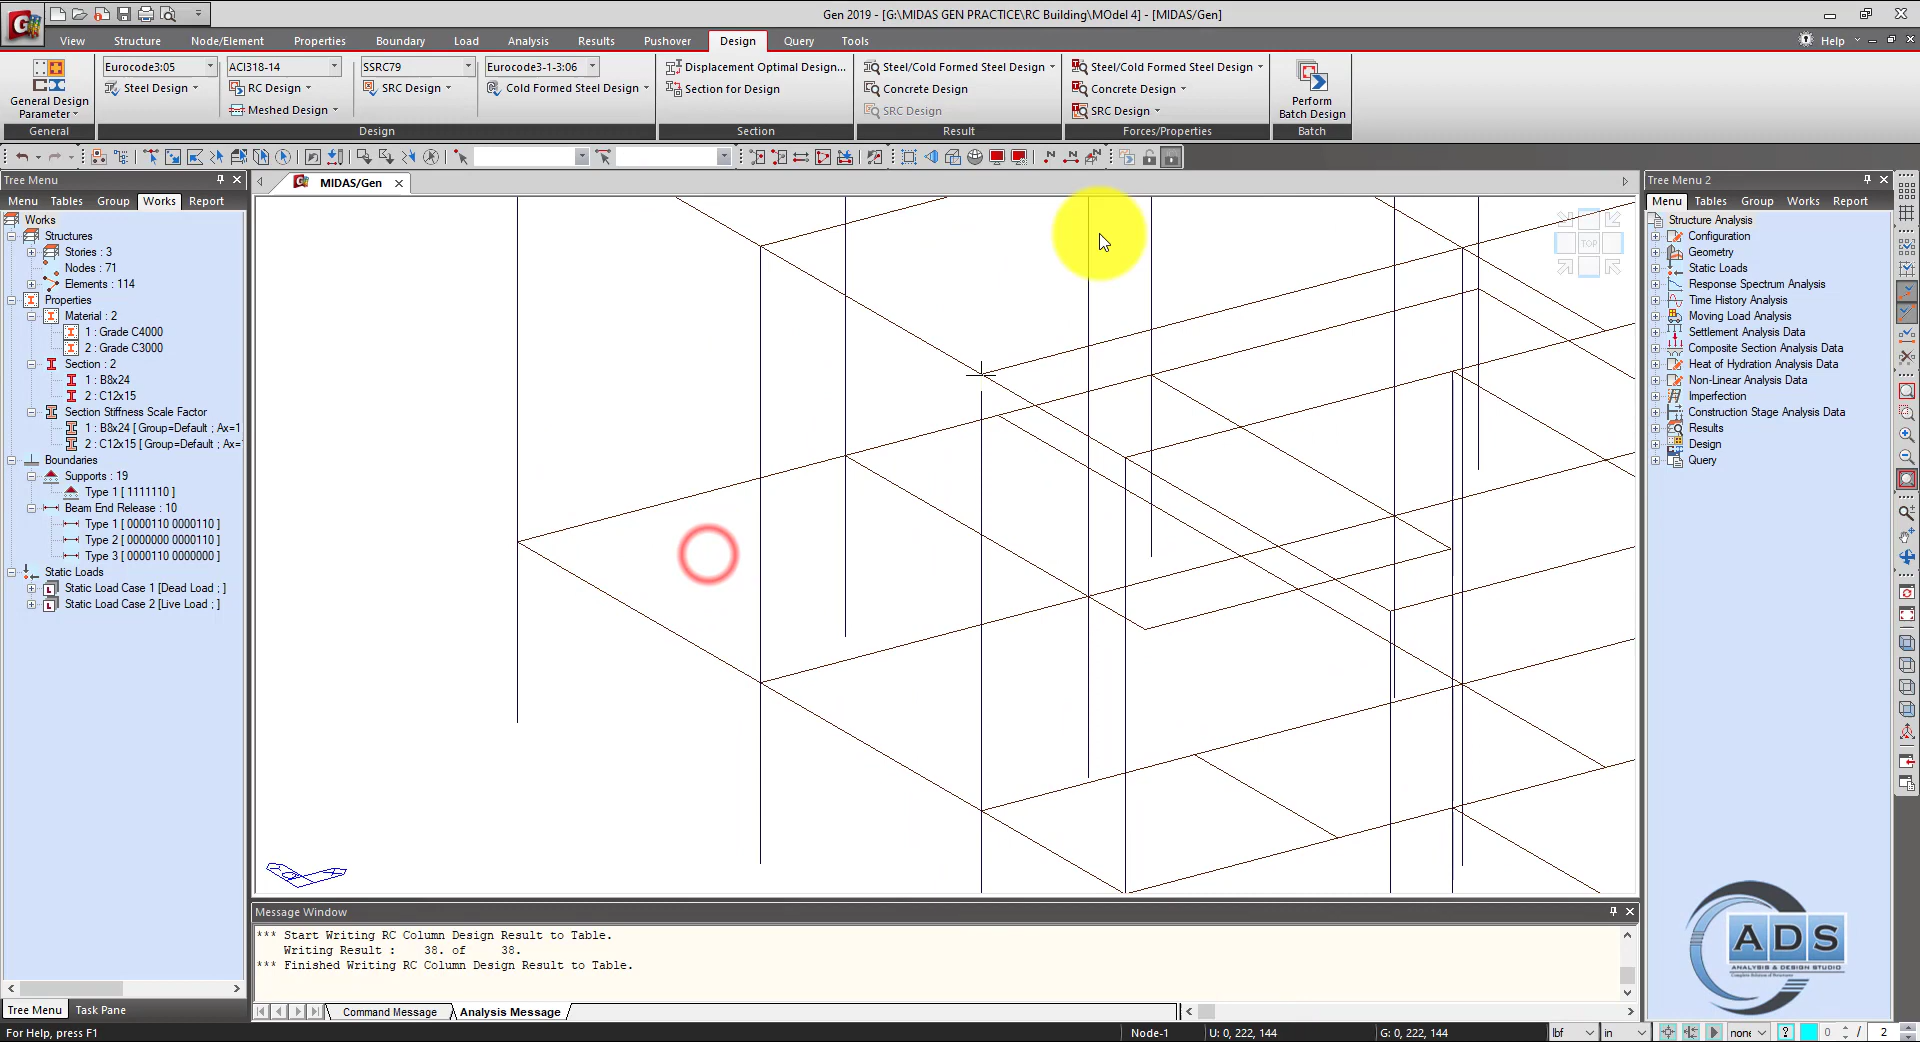 Gen 2019 - [G:\MIDAS GEN PRACTICE\RC Building\MOdel 4] - [MIDAS/Gen]
View Structure Node/Element Properties Boundary Load Analysis Results Pushover Design Query Tools Help
General Design Parameter
General
Eurocode3:05 ACI318-14 SSRC79 Eurocode3-1-3:06
Steel Design RC Design SRC Design Cold Formed Steel Design
Meshed Design
Design
Displacement Optimal Design...
Section for Design
Section
Steel/Cold Formed Steel Design
Concrete Design
SRC Design
Result
Steel/Cold Formed Steel Design
Concrete Design
SRC Design
Forces/Properties
Perform Batch Design
Batch
Tree Menu
Menu Tables Group Works Report
Works
Structures
Stories : 3
Nodes : 71
Elements : 114
Properties
Material : 2
1 : Grade C4000
2 : Grade C3000
Section : 2
1 : B8x24
2 : C12x15
Section Stiffness Scale Factor
1 : B8x24 [ Group=Default ; Ax=1
2 : C12x15 [ Group=Default ; Ax=
Boundaries
Supports : 19
Type 1 [ 1111110 ]
Beam End Release : 10
Type 1 [ 0000110 0000110 ]
Type 2 [ 0000000 0000110 ]
Type 3 [ 0000110 0000000 ]
Static Loads
Static Load Case 1 [Dead Load ; ]
Static Load Case 2 [Live Load ; ]
Tree Menu Task Pane
MIDAS/Gen
TOP
Message Window
*** Start Writing RC Column Design Result to Table.
Writing Result : 38. of 38.
*** Finished Writing RC Column Design Result to Table.
Command Message Analysis Message
Tree Menu 2
Menu Tables Group Works Report
Structure Analysis
Configuration
Geometry
Static Loads
Response Spectrum Analysis
Time History Analysis
Moving Load Analysis
Settlement Analysis Data
Composite Section Analysis Data
Heat of Hydration Analysis Data
Non-Linear Analysis Data
Imperfection
Construction Stage Analysis Data
Results
Design
Query
ADS
ANALYSIS & DESIGN STUDIO
For Help, press F1
Node-1 U: 0, 222, 144 G: 0, 222, 144 lbf in none 0 / 2